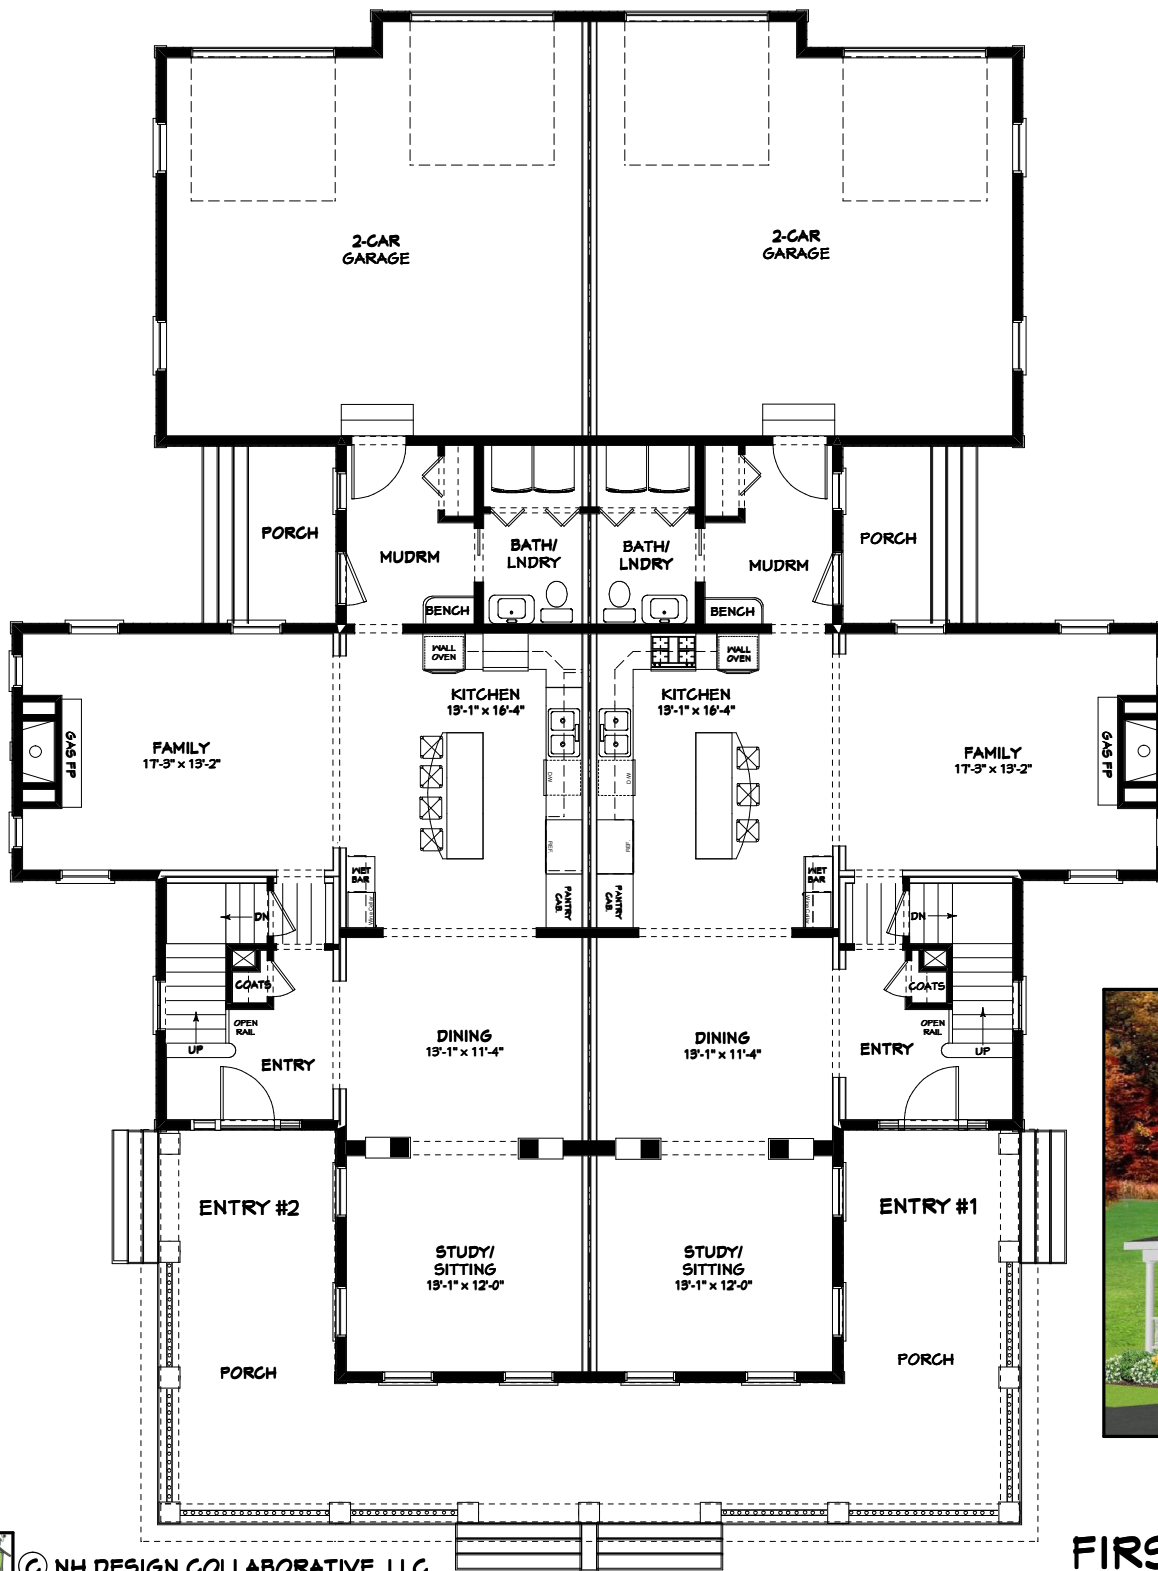 2-CAR
GARAGE
2-CAR
GARAGE
PORCH
MUDRM
BATH/
LNDRY
BATH/
LNDRY
MUDRM
PORCH
BENCH
BENCH
WALL
OVEN
WALL
OVEN
KITCHEN
13'-1" x 16'-4"
KITCHEN
13'-1" x 16'-4"
GAS FP
FAMILY
17'-3" x 13'-2"
FAMILY
17'-3" x 13'-2"
GAS FP
D/W
D/W
REF.
REF.
WET
BAR
WET
BAR
PANTRY
CAB.
PANTRY
CAB.
DN
DN
COATS
COATS
OPEN
RAIL
OPEN
RAIL
UP
ENTRY
DINING
13'-1" x 11'-4"
DINING
13'-1" x 11'-4"
ENTRY
UP
ENTRY #2
ENTRY #1
STUDY/
SITTING
13'-1" x 12'-0"
STUDY/
SITTING
13'-1" x 12'-0"
PORCH
PORCH
© NH DESIGN COLLABORATIVE, LLC
FIRS